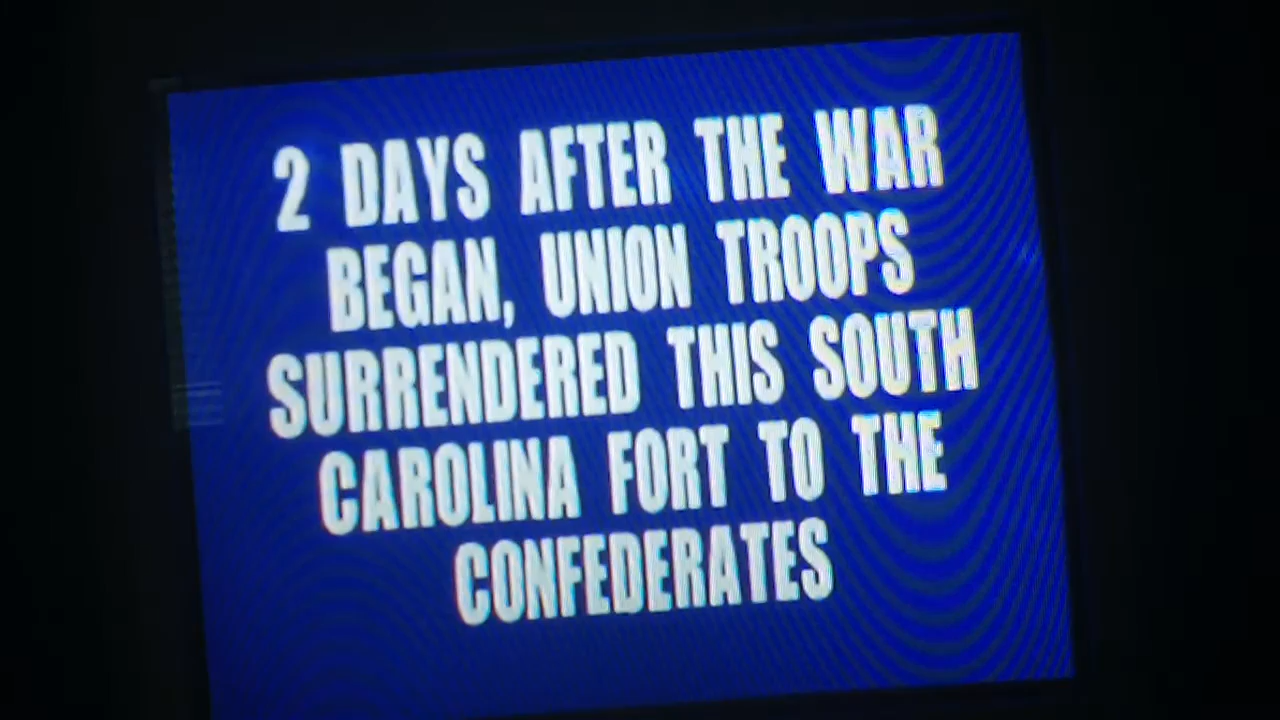 2 DAYS AFTER THE WAR
BEGAN, UNION TROOPS
SURRENDERED THIS SOUTH
CAROLINA FORT TO THE
CONFEDERATES